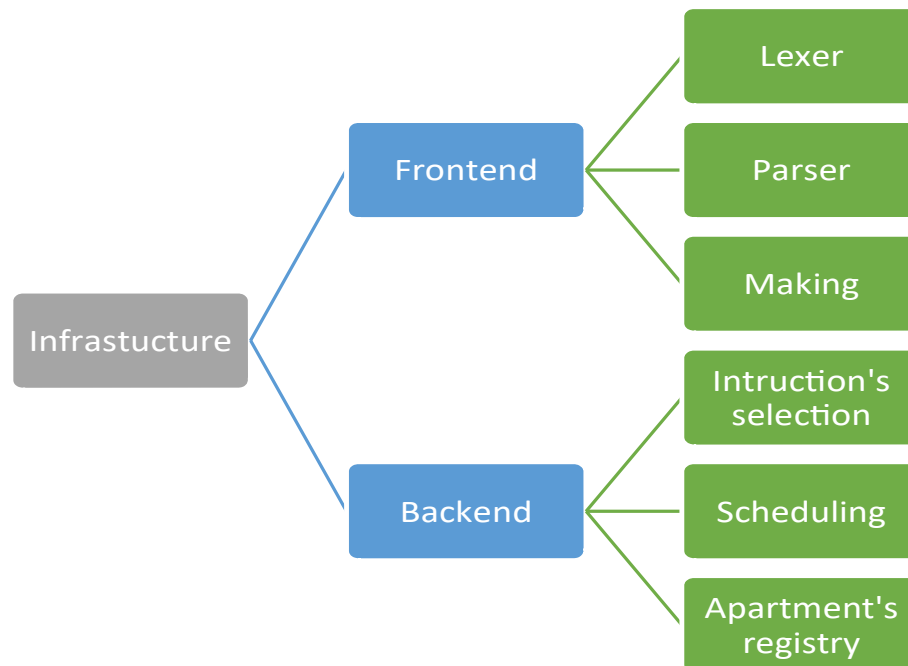 Lexer
Frontend
Parser
Making
Infrastucture
Intruction's
selection
Backend
Scheduling
Apartment's
registry